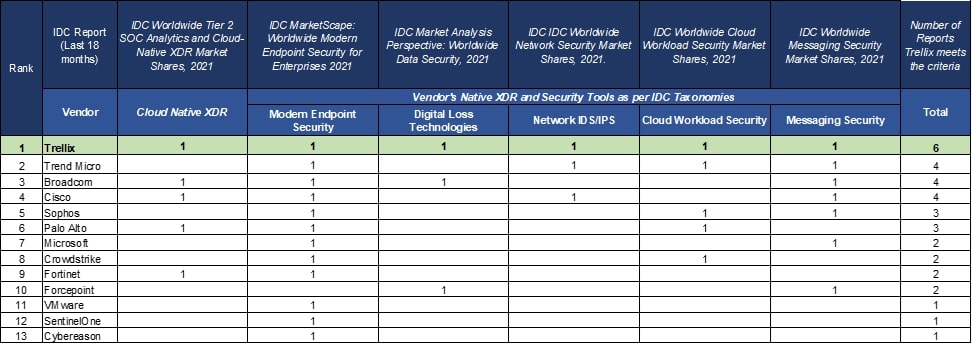 Rank
IDC Report
(Last 18
months)
IDC Worldwide Tier 2
SOC Analytics and Cloud-
Native XDR Market
Shares, 2021
IDC MarketScape:
Worldwide Modern
Endpoint Security for
Enterprises 2021
IDC Market Analysis
Perspective: Worldwide
Data Security, 2021
IDC IDC Worldwide
Network Security Market
Shares, 2021.
IDC Worldwide Cloud
Workload Security Market
Shares, 2021
IDC Worldwide
Messaging Security
Market Shares, 2021
Number of
Reports
Trellix meets
the criteria
Vendor
Cloud Native XDR
Vendor's Native XDR and Security Tools as per IDC Taxonomies
Modern Endpoint
Security
Digital Loss
Technologies
Network IDS/IPS
Cloud Workload Security
Messaging Security
Total
1 Trellix 1 1 1 1 1 1 6
2 Trend Micro 1 1 1 1 4
3 Broadcom 1 1 1 1 4
4 Cisco 1 1 1 1 4
5 Sophos 1 1 1 3
6 Palo Alto 1 1 1 3
7 Microsoft 1 1 2
8 Crowdstrike 1 1 2
9 Fortinet 1 1 2
10 Forcepoint 1 1 2
11 VMware 1 1
12 SentinelOne 1 1
13 Cybereason 1 1